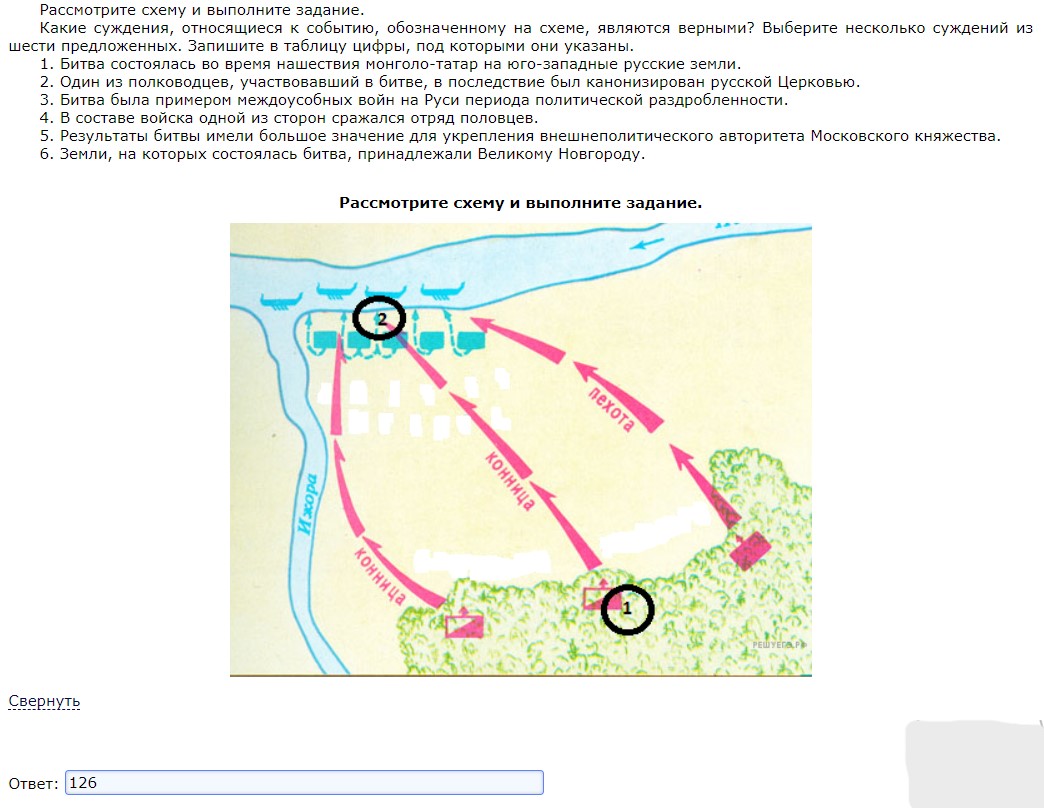 Рассмотрите схему и выполните задание.
Какие суждения, относящиеся к событию, обозначенному на схеме, являются верными? Выберите несколько суждений из
шести предложенных. Запишите в таблицу цифры, под которыми они указаны.
1. Битва состоялась во время нашествия монголо-татар на юго-западные русские земли.
2. Один из полководцев, участвовавший в битве, в последствие был канонизирован русской Церковью.
3. Битва была примером междоусобных войн на Руси периода политической раздробленности.
4. В составе войска одной из сторон сражался отряд половцев.
5. Результаты битвы имели большое значение для укрепления внешнеполитического авторитета Московского княжества.
6. Земли, на которых состоялась битва, принадлежали Великому Новгороду.
Рассмотрите схему и выполните задание.
2
пехота
конница
Ижора
конница
1
РЕШУЕГЭ.РФ
Свернуть
Ответ: 126